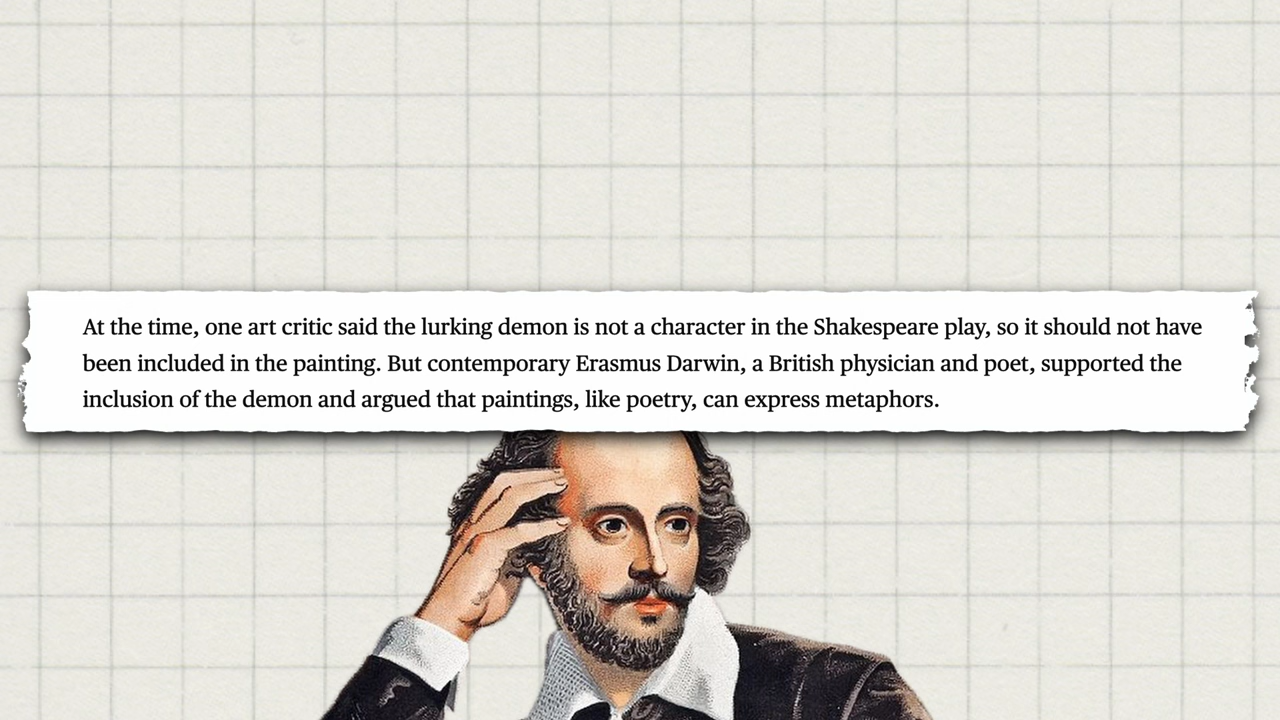 At the time, one art critic said the lurking demon is not a character in the Shakespeare play, so it should not have
been included in the painting. But contemporary Erasmus Darwin, a British physician and poet, supported the
inclusion of the demon and argued that paintings, like poetry, can express metaphors.